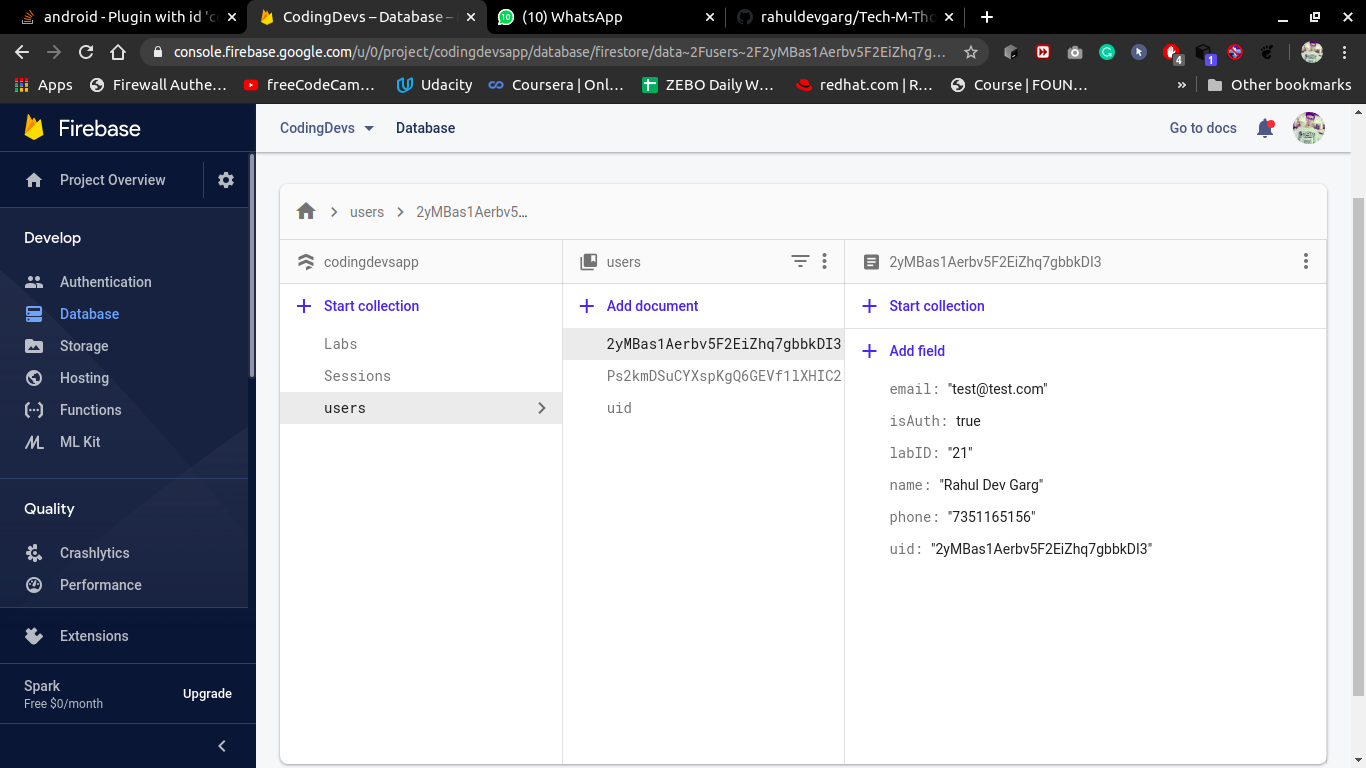 android - Plugin with id 'c
CodingDevs – Database –
(10) WhatsApp
rahuldevgarg/Tech-M-Tho
console.firebase.google.com/u/0/project/codingdevsapp/database/firestore/data~2Fusers~2F2yMBas1Aerbv5F2EiZhq7g…
4
1
Apps
Firewall Authe…
freeCodeCam…
Udacity
Coursera | Onl…
ZEBO Daily W…
redhat.com | R…
Course | FOUN…
»
Other bookmarks
Firebase
CodingDevs
Database
Go to docs
Project Overview
Develop
Authentication
Database
Storage
Hosting
Functions
ML Kit
Quality
Crashlytics
Performance
Extensions
Spark
Free $0/month
Upgrade
users
2yMBas1Aerbv5…
codingdevsapp
Start collection
Labs
Sessions
users
users
Add document
2yMBas1Aerbv5F2EiZhq7gbbkDI3
Ps2kmDSuCYXspKgQ6GEVf1lXHIC2
uid
2yMBas1Aerbv5F2EiZhq7gbbkDI3
Start collection
Add field
email: "test@test.com"
isAuth: true
labID: "21"
name: "Rahul Dev Garg"
phone: "7351165156"
uid: "2yMBas1Aerbv5F2EiZhq7gbbkDI3"